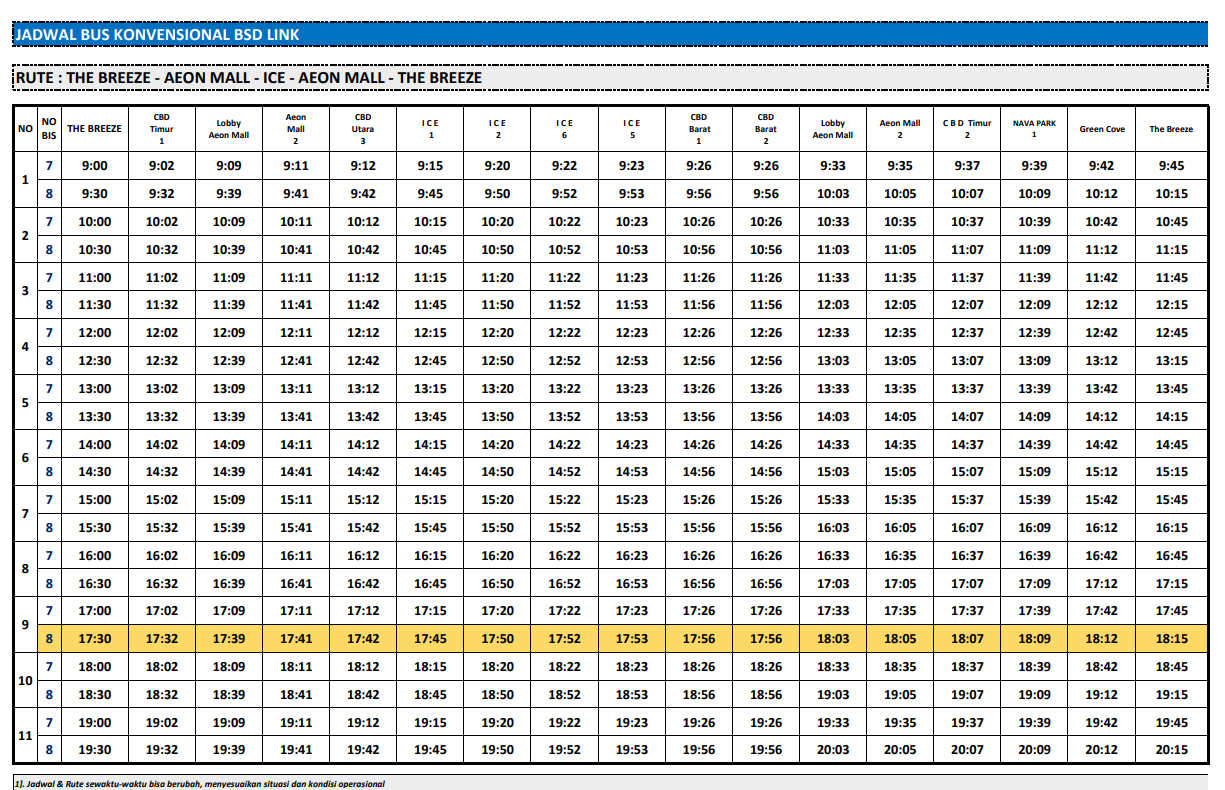 JADWAL BUS KONVENSIONAL BSD LINK
RUTE : THE BREEZE - AEON MALL - ICE - AEON MALL - THE BREEZE
NO NO BIS THE BREEZE CBD Timur 1 Lobby Aeon Mall Aeon Mall 2 CBD Utara 3 I C E 1 I C E 2 I C E 6 I C E 5 CBD Barat 1 CBD Barat 2 Lobby Aeon Mall Aeon Mall 2 C B D Timur 2 NAVA PARK 1 Green Cove The Breeze
1 7 9:00 9:02 9:09 9:11 9:12 9:15 9:20 9:22 9:23 9:26 9:26 9:33 9:35 9:37 9:39 9:42 9:45
8 9:30 9:32 9:39 9:41 9:42 9:45 9:50 9:52 9:53 9:56 9:56 10:03 10:05 10:07 10:09 10:12 10:15
2 7 10:00 10:02 10:09 10:11 10:12 10:15 10:20 10:22 10:23 10:26 10:26 10:33 10:35 10:37 10:39 10:42 10:45
8 10:30 10:32 10:39 10:41 10:42 10:45 10:50 10:52 10:53 10:56 10:56 11:03 11:05 11:07 11:09 11:12 11:15
3 7 11:00 11:02 11:09 11:11 11:12 11:15 11:20 11:22 11:23 11:26 11:26 11:33 11:35 11:37 11:39 11:42 11:45
8 11:30 11:32 11:39 11:41 11:42 11:45 11:50 11:52 11:53 11:56 11:56 12:03 12:05 12:07 12:09 12:12 12:15
4 7 12:00 12:02 12:09 12:11 12:12 12:15 12:20 12:22 12:23 12:26 12:26 12:33 12:35 12:37 12:39 12:42 12:45
8 12:30 12:32 12:39 12:41 12:42 12:45 12:50 12:52 12:53 12:56 12:56 13:03 13:05 13:07 13:09 13:12 13:15
5 7 13:00 13:02 13:09 13:11 13:12 13:15 13:20 13:22 13:23 13:26 13:26 13:33 13:35 13:37 13:39 13:42 13:45
8 13:30 13:32 13:39 13:41 13:42 13:45 13:50 13:52 13:53 13:56 13:56 14:03 14:05 14:07 14:09 14:12 14:15
6 7 14:00 14:02 14:09 14:11 14:12 14:15 14:20 14:22 14:23 14:26 14:26 14:33 14:35 14:37 14:39 14:42 14:45
8 14:30 14:32 14:39 14:41 14:42 14:45 14:50 14:52 14:53 14:56 14:56 15:03 15:05 15:07 15:09 15:12 15:15
7 7 15:00 15:02 15:09 15:11 15:12 15:15 15:20 15:22 15:23 15:26 15:26 15:33 15:35 15:37 15:39 15:42 15:45
8 15:30 15:32 15:39 15:41 15:42 15:45 15:50 15:52 15:53 15:56 15:56 16:03 16:05 16:07 16:09 16:12 16:15
8 7 16:00 16:02 16:09 16:11 16:12 16:15 16:20 16:22 16:23 16:26 16:26 16:33 16:35 16:37 16:39 16:42 16:45
8 16:30 16:32 16:39 16:41 16:42 16:45 16:50 16:52 16:53 16:56 16:56 17:03 17:05 17:07 17:09 17:12 17:15
9 7 17:00 17:02 17:09 17:11 17:12 17:15 17:20 17:22 17:23 17:26 17:26 17:33 17:35 17:37 17:39 17:42 17:45
8 17:30 17:32 17:39 17:41 17:42 17:45 17:50 17:52 17:53 17:56 17:56 18:03 18:05 18:07 18:09 18:12 18:15
10 7 18:00 18:02 18:09 18:11 18:12 18:15 18:20 18:22 18:23 18:26 18:26 18:33 18:35 18:37 18:39 18:42 18:45
8 18:30 18:32 18:39 18:41 18:42 18:45 18:50 18:52 18:53 18:56 18:56 19:03 19:05 19:07 19:09 19:12 19:15
11 7 19:00 19:02 19:09 19:11 19:12 19:15 19:20 19:22 19:23 19:26 19:26 19:33 19:35 19:37 19:39 19:42 19:45
8 19:30 19:32 19:39 19:41 19:42 19:45 19:50 19:52 19:53 19:56 19:56 20:03 20:05 20:07 20:09 20:12 20:15
1]. Jadwal & Rute sewaktu-waktu bisa berubah, menyesuaikan situasi dan kondisi operasional